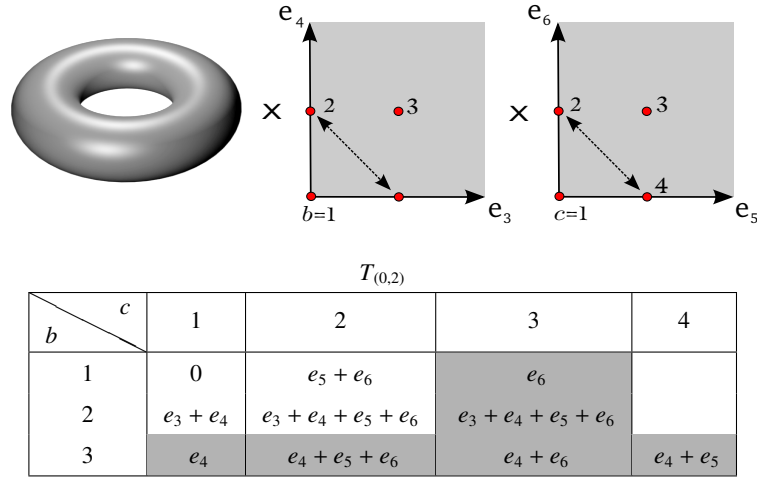 e₄ e₆
× 2 3 × 2 3
4
b=1 e₃ c=1 e₅
T₍₀,₂₎
c
b 1 2 3 4
1 0 e₅ + e₆ e₆
2 e₃ + e₄ e₃ + e₄ + e₅ + e₆ e₃ + e₄ + e₅ + e₆
3 e₄ e₄ + e₅ + e₆ e₄ + e₆ e₄ + e₅